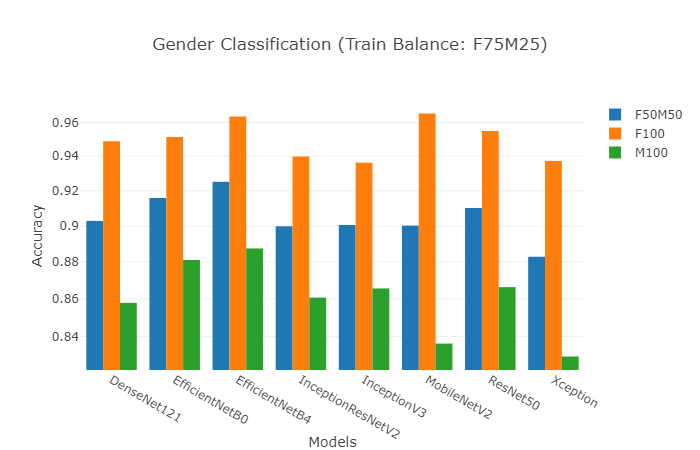 Gender Classification (Train Balance: F75M25)
F50M50
F100
M100
0.96
0.94
0.92
0.9
0.88
0.86
0.84
Accuracy
DenseNet121
EfficientNetB0
EfficientNetB4
InceptionResNetV2
InceptionV3
MobileNetV2
ResNet50
Xception
Models